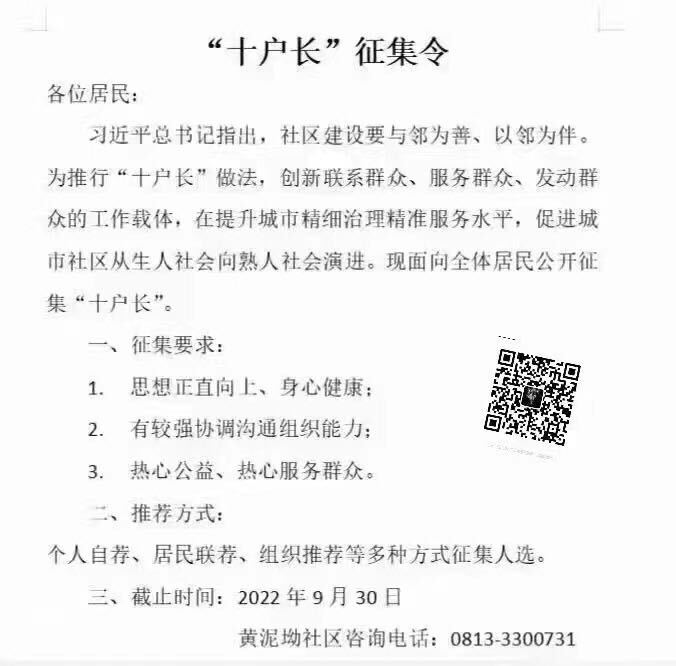 “十户长”征集令
各位居民：
习近平总书记指出，社区建设要与邻为善、以邻为伴。
为推行“十户长”做法，创新联系群众、服务群众、发动群
众的工作载体，在提升城市精细治理精准服务水平，促进城
市社区从生人社会向熟人社会演进。现面向全体居民公开征
集“十户长”。
一、征集要求：
1. 思想正直向上、身心健康；
2. 有较强协调沟通组织能力；
3. 热心公益、热心服务群众。
二、推荐方式：
个人自荐、居民联荐、组织推荐等多种方式征集人选。
三、截止时间：2022 年 9 月 30 日
黄泥坳社区咨询电话：0813-3300731